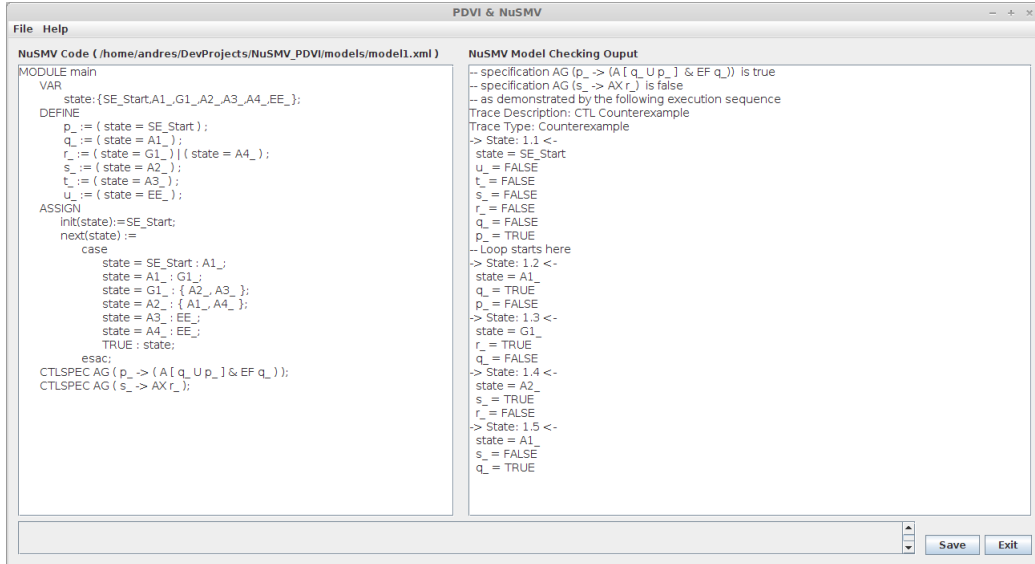 PDVI & NuSMV
File Help
NuSMV Code ( /home/andres/DevProjects/NuSMV_PDVI/models/model1.xml )
MODULE main
VAR
state:{SE_Start,A1_,G1_,A2_,A3_,A4_,EE_};
DEFINE
p_ := ( state = SE_Start ) ;
q_ := ( state = A1_ ) ;
r_ := ( state = G1_ ) | ( state = A4_ ) ;
s_ := ( state = A2_ ) ;
t_ := ( state = A3_ ) ;
u_ := ( state = EE_ ) ;
ASSIGN
init(state):=SE_Start;
next(state) :=
case
state = SE_Start : A1_;
state = A1_ : G1_;
state = G1_ : { A2_, A3_ };
state = A2_ : { A1_, A4_ };
state = A3_ : EE_;
state = A4_ : EE_;
TRUE : state;
esac;
CTLSPEC AG ( p_ -> ( A [ q_ U p_ ] & EF q_ ) );
CTLSPEC AG ( s_ -> AX r_ );
NuSMV Model Checking Ouput
-- specification AG (p_ -> (A [ q_ U p_ ] & EF q_)) is true
-- specification AG (s_ -> AX r_) is false
-- as demonstrated by the following execution sequence
Trace Description: CTL Counterexample
Trace Type: Counterexample
-> State: 1.1 <-
state = SE_Start
u_ = FALSE
t_ = FALSE
s_ = FALSE
r_ = FALSE
q_ = FALSE
p_ = TRUE
-- Loop starts here
-> State: 1.2 <-
state = A1_
q_ = TRUE
p_ = FALSE
-> State: 1.3 <-
state = G1_
r_ = TRUE
q_ = FALSE
-> State: 1.4 <-
state = A2_
s_ = TRUE
r_ = FALSE
-> State: 1.5 <-
state = A1_
s_ = FALSE
q_ = TRUE
Save Exit